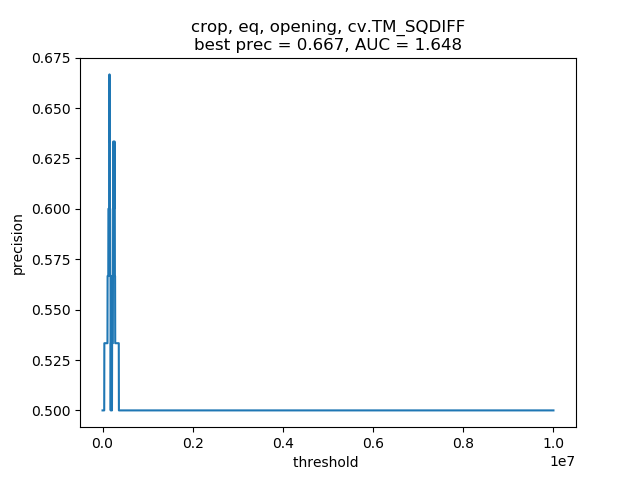 crop, eq, opening, cv.TM_SQDIFF
best prec = 0.667, AUC = 1.648
0.675
0.650
0.625
0.600
0.575
0.550
0.525
0.500
precision
0.0 0.2 0.4 0.6 0.8 1.0
1e7
threshold